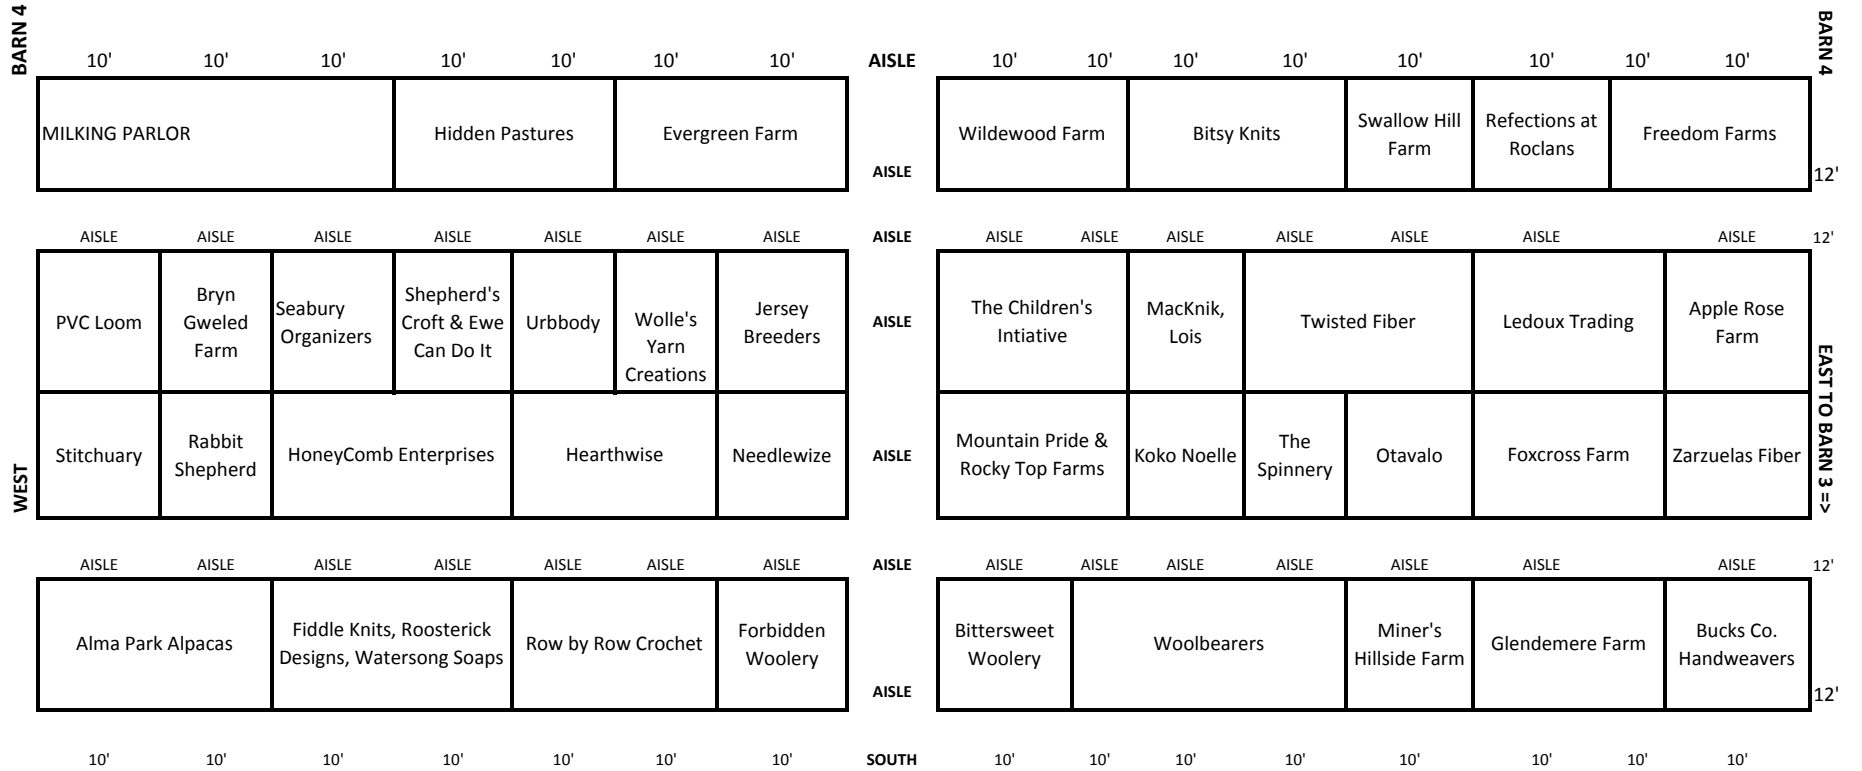 BARN 4
10' 10' 10' 10' 10' 10' 10' AISLE 10' 10' 10' 10' 10' 10' 10' 10'
BARN 4
MILKING PARLOR
Hidden Pastures
Evergreen Farm
Wildewood Farm
Bitsy Knits
Swallow Hill
Farm
Refections at
Roclans
Freedom Farms
AISLE
12'
AISLE AISLE AISLE AISLE AISLE AISLE AISLE AISLE AISLE AISLE AISLE AISLE AISLE AISLE AISLE 12'
PVC Loom
Bryn
Gweled
Farm
Seabury
Organizers
Shepherd's
Croft & Ewe
Can Do It
Urbbody
Wolle's
Yarn
Creations
Jersey
Breeders
AISLE
The Children's
Intiative
MacKnik,
Lois
Twisted Fiber
Ledoux Trading
Apple Rose
Farm
EAST TO BARN 3 =>
WEST
Stitchuary
Rabbit
Shepherd
HoneyComb Enterprises
Hearthwise
Needlewize
AISLE
Mountain Pride &
Rocky Top Farms
Koko Noelle
The
Spinnery
Otavalo
Foxcross Farm
Zarzuelas Fiber
AISLE AISLE AISLE AISLE AISLE AISLE AISLE AISLE AISLE AISLE AISLE AISLE AISLE AISLE AISLE 12'
Alma Park Alpacas
Fiddle Knits, Roosterick
Designs, Watersong Soaps
Row by Row Crochet
Forbidden
Woolery
Bittersweet
Woolery
Woolbearers
Miner's
Hillside Farm
Glendemere Farm
Bucks Co.
Handweavers
AISLE
12'
10' 10' 10' 10' 10' 10' 10' SOUTH 10' 10' 10' 10' 10' 10' 10' 10'